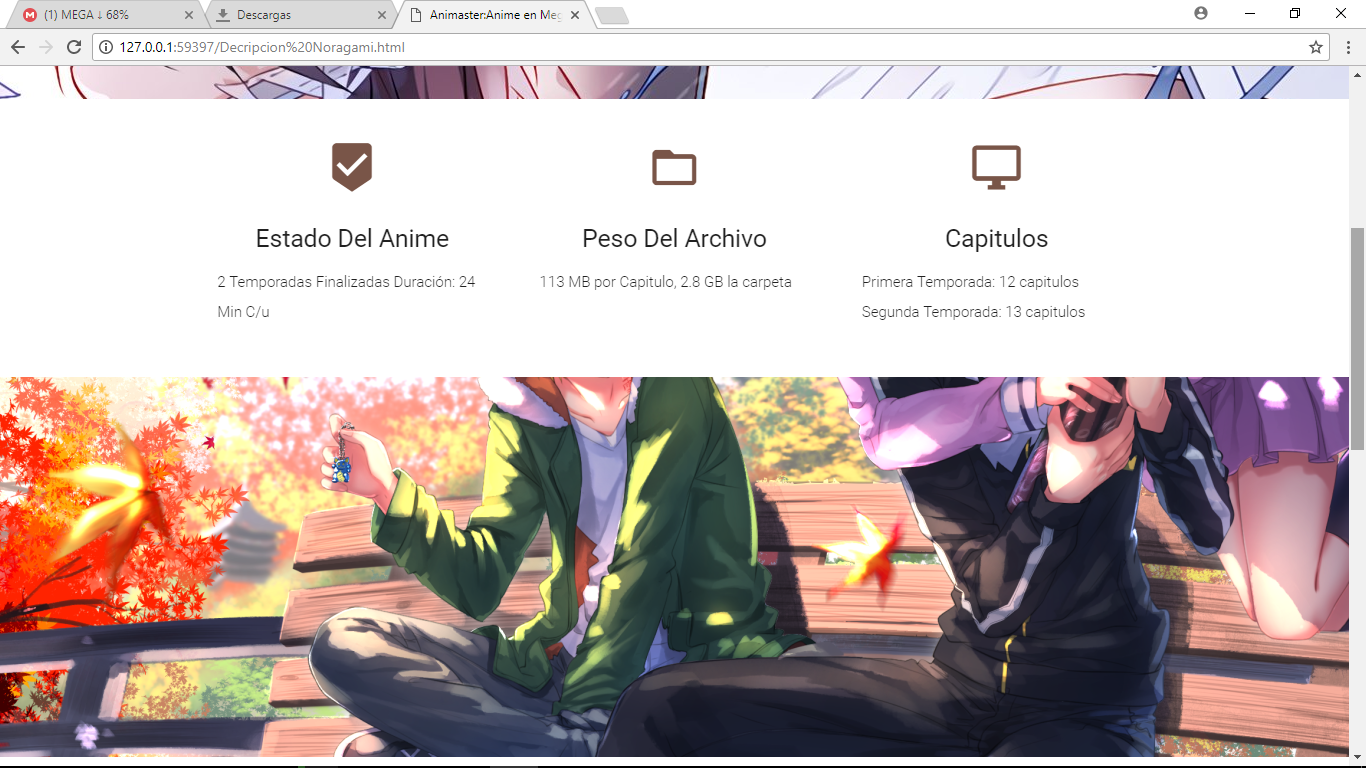 (1) MEGA ↓ 68%
Descargas
Animaster:Anime en Meg
127.0.0.1:59397/Decripcion%20Noragami.html
Estado Del Anime
2 Temporadas Finalizadas Duración: 24
Min C/u
Peso Del Archivo
113 MB por Capitulo, 2.8 GB la carpeta
Capitulos
Primera Temporada: 12 capitulos
Segunda Temporada: 13 capitulos